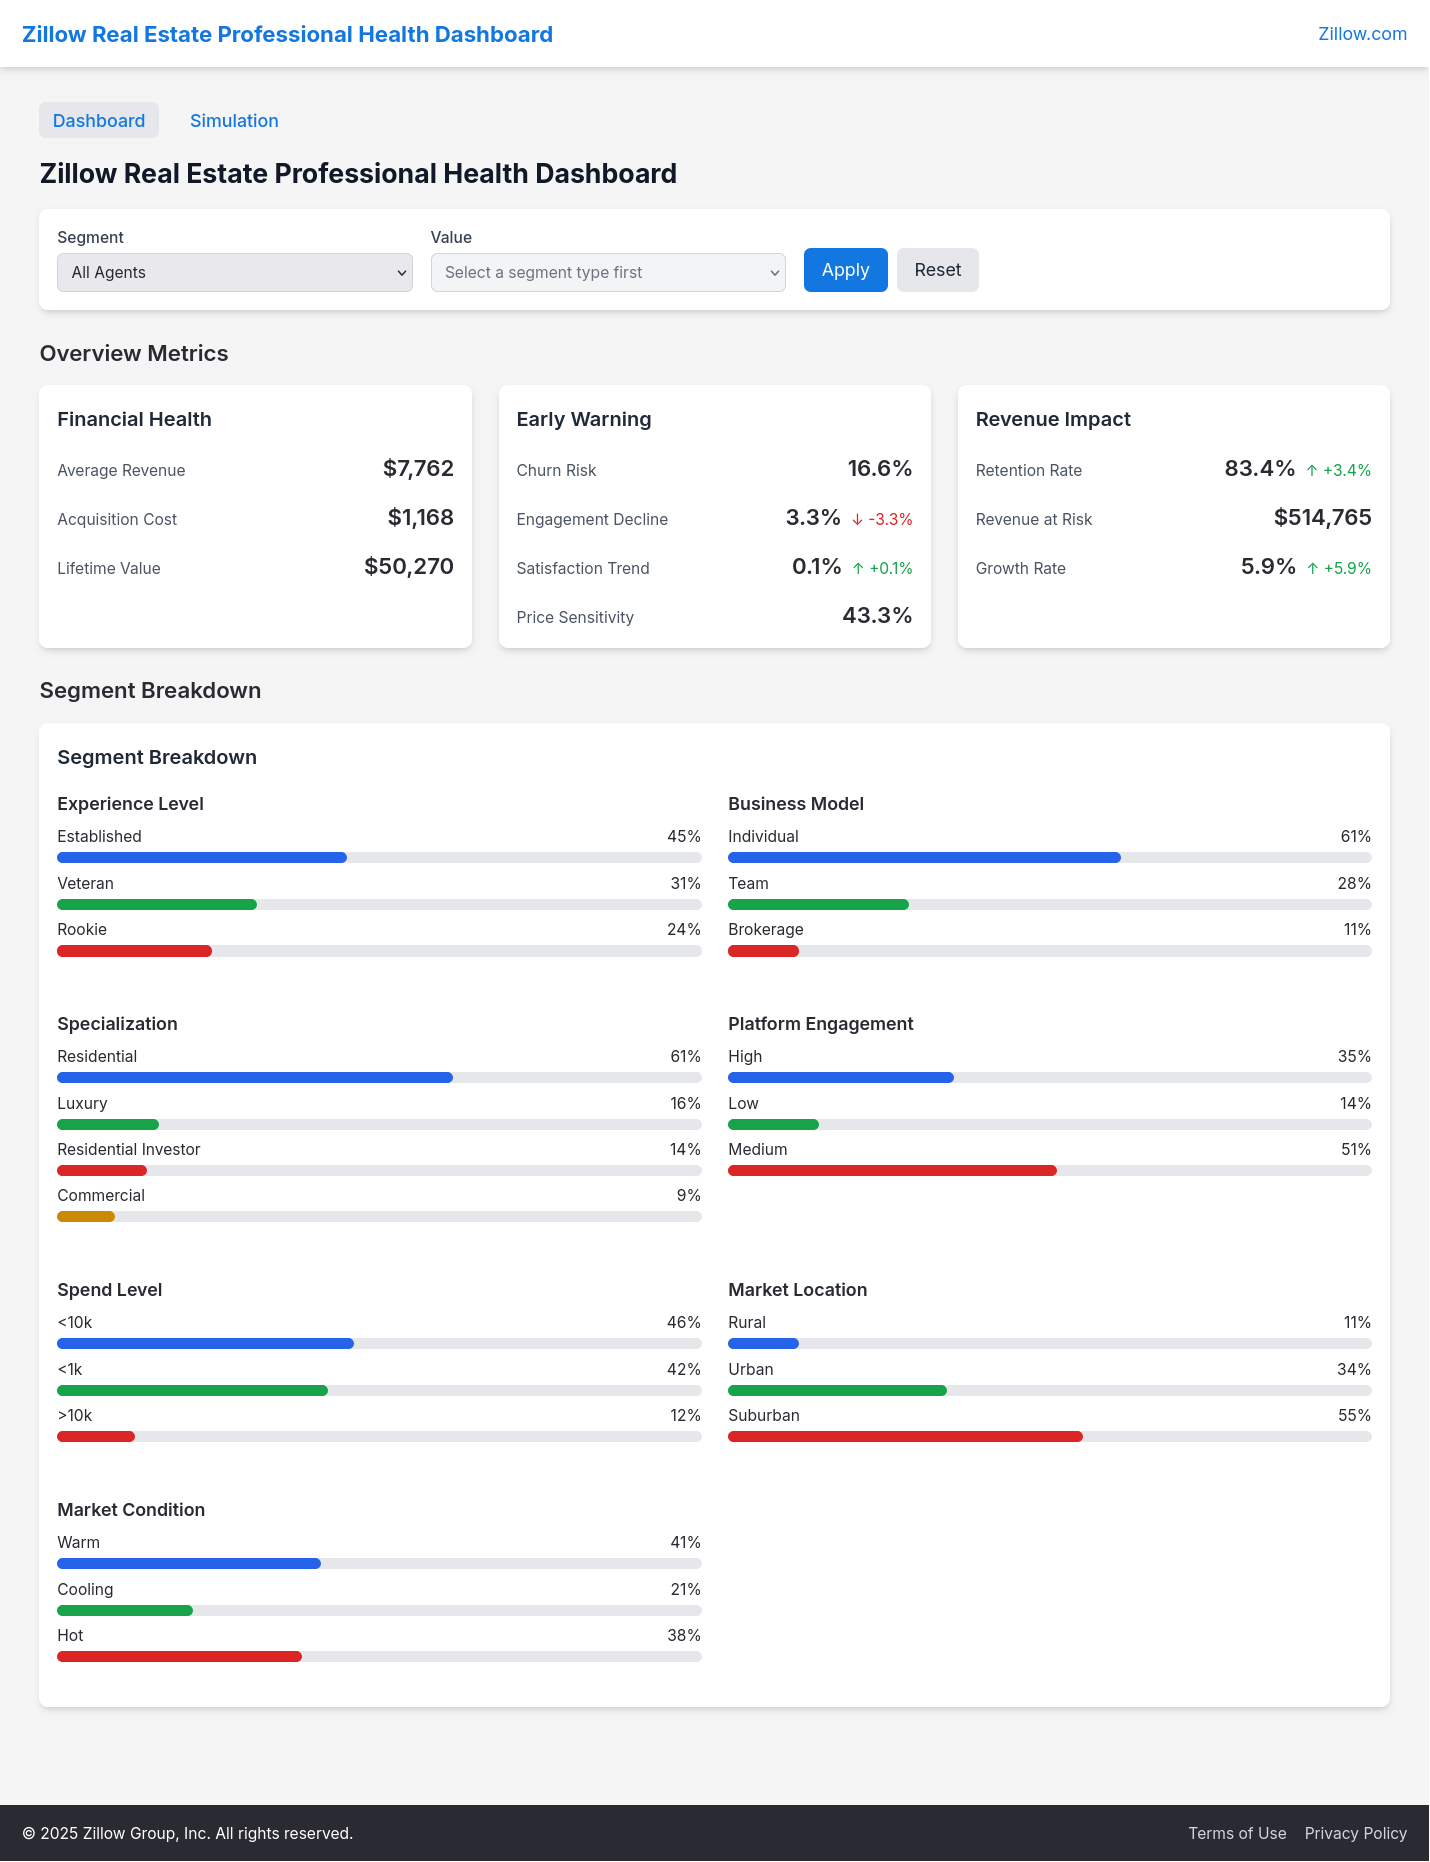 Zillow Real Estate Professional Health Dashboard
Zillow.com
Dashboard
Simulation
Zillow Real Estate Professional Health Dashboard
Segment
Value
All Agents
Select a segment type first
Apply
Reset
Overview Metrics
Financial Health
Average Revenue $7,762
Acquisition Cost $1,168
Lifetime Value $50,270
Early Warning
Churn Risk 16.6%
Engagement Decline 3.3% ↓ -3.3%
Satisfaction Trend 0.1% ↑ +0.1%
Price Sensitivity 43.3%
Revenue Impact
Retention Rate 83.4% ↑ +3.4%
Revenue at Risk $514,765
Growth Rate 5.9% ↑ +5.9%
Segment Breakdown
Segment Breakdown
Experience Level
Established 45%
Veteran 31%
Rookie 24%
Business Model
Individual 61%
Team 28%
Brokerage 11%
Specialization
Residential 61%
Luxury 16%
Residential Investor 14%
Commercial 9%
Platform Engagement
High 35%
Low 14%
Medium 51%
Spend Level
<10k 46%
<1k 42%
>10k 12%
Market Location
Rural 11%
Urban 34%
Suburban 55%
Market Condition
Warm 41%
Cooling 21%
Hot 38%
© 2025 Zillow Group, Inc. All rights reserved.
Terms of Use
Privacy Policy